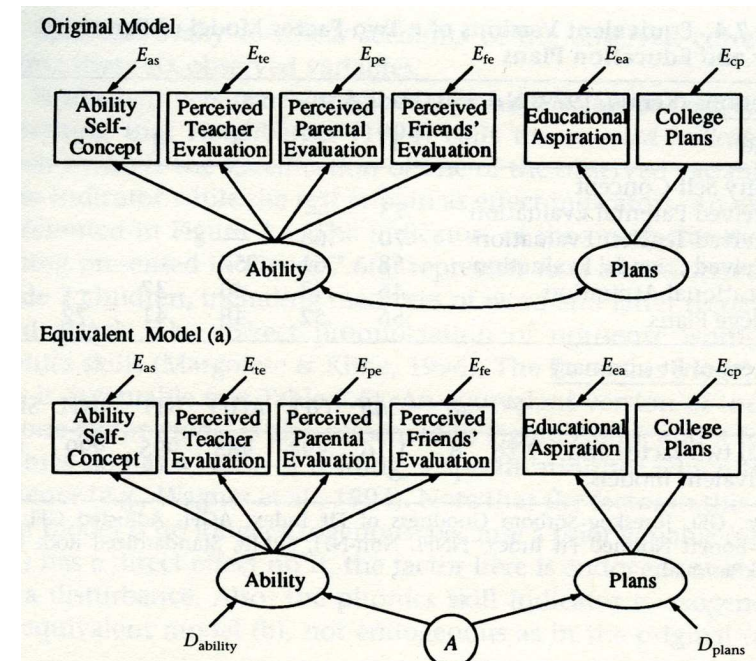 Original Model
E_as E_te E_pe E_fe E_ea E_cp
Ability Self-Concept
Perceived Teacher Evaluation
Perceived Parental Evaluation
Perceived Friends' Evaluation
Educational Aspiration
College Plans
Ability Plans
Equivalent Model (a)
E_as E_te E_pe E_fe E_ea E_cp
Ability Self-Concept
Perceived Teacher Evaluation
Perceived Parental Evaluation
Perceived Friends' Evaluation
Educational Aspiration
College Plans
Ability Plans
D_ability A D_plans